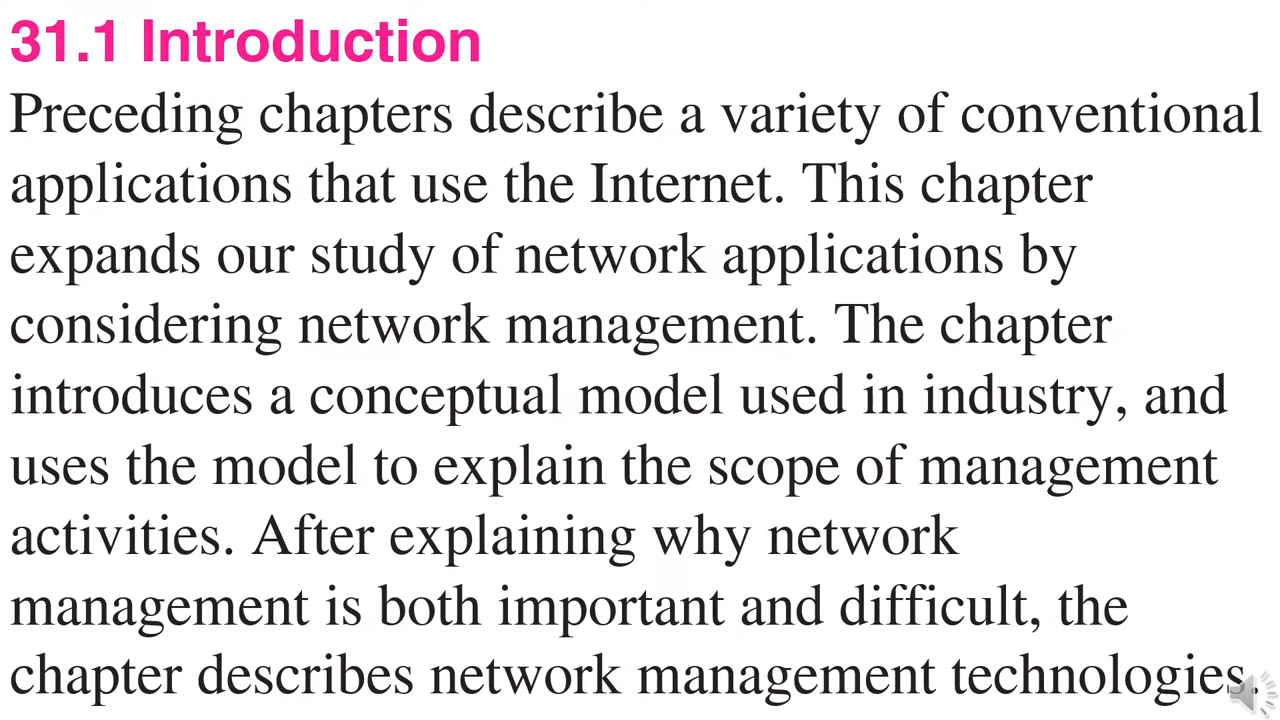 31.1 Introduction
Preceding chapters describe a variety of conventional
applications that use the Internet. This chapter
expands our study of network applications by
considering network management. The chapter
introduces a conceptual model used in industry, and
uses the model to explain the scope of management
activities. After explaining why network
management is both important and difficult, the
chapter describes network management technologies.